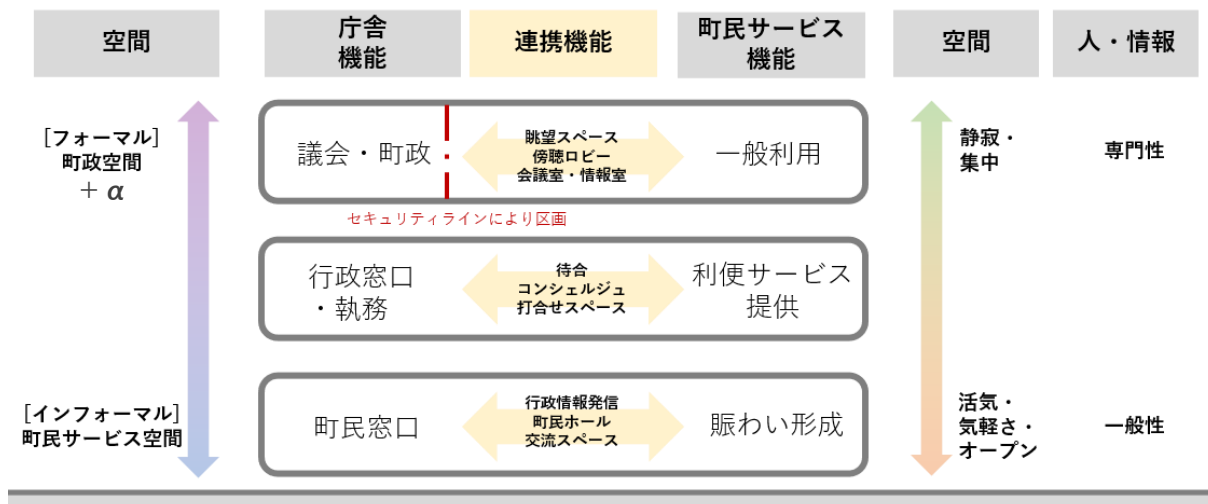 空間
庁舎
機能
連携機能
町民サービス
機能
空間
人・情報
[フォーマル]
町政空間
＋α
議会・町政
眺望スペース
傍聴ロビー
会議室・情報室
一般利用
静寂・
集中
専門性
セキュリティラインにより区画
行政窓口
・執務
待合
コンシェルジュ
打合せスペース
利便サービス
提供
[インフォーマル]
町民サービス空間
町民窓口
行政情報発信
町民ホール
交流スペース
賑わい形成
活気・
気軽さ・
オープン
一般性